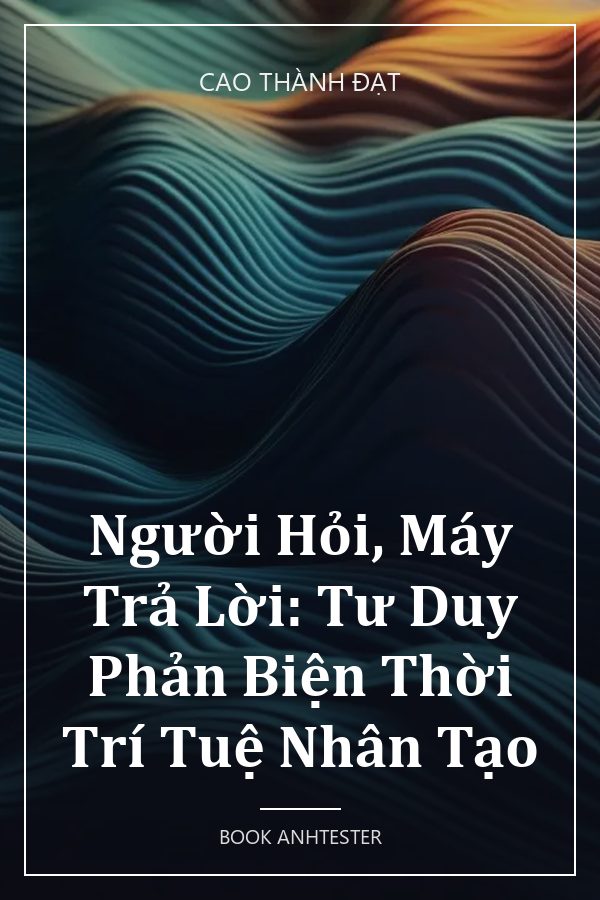 CAO THÀNH ĐẠT
Người Hỏi, Máy
Trả Lời: Tư Duy
Phản Biện Thời
Trí Tuệ Nhân Tạo
BOOK ANHTESTER